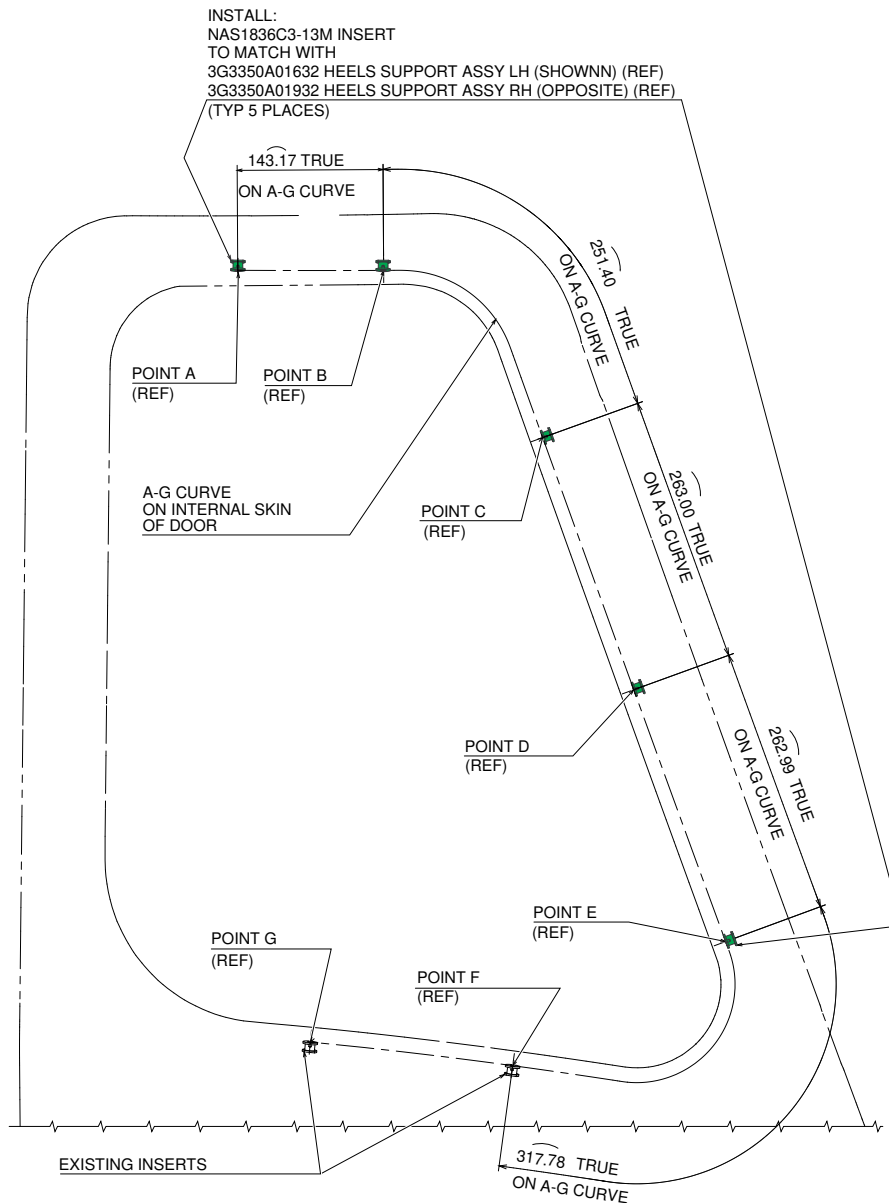 INSTALL:
NAS1836C3-13M INSERT
TO MATCH WITH
3G3350A01632 HEELS SUPPORT ASSY LH (SHOWNN) (REF)
3G3350A01932 HEELS SUPPORT ASSY RH (OPPOSITE) (REF)
(TYP 5 PLACES)
143.17 TRUE
ON A-G CURVE
251.40 TRUE
ON A-G CURVE
POINT A
(REF)
POINT B
(REF)
A-G CURVE
ON INTERNAL SKIN
OF DOOR
POINT C
(REF)
263.00 TRUE
ON A-G CURVE
POINT D
(REF)
262.99 TRUE
ON A-G CURVE
POINT E
(REF)
POINT G
(REF)
POINT F
(REF)
EXISTING INSERTS
317.78 TRUE
ON A-G CURVE